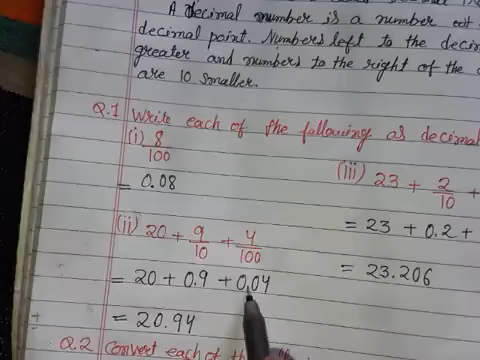 A decimal number is a number
decimal point. Numbers left to the
greater and numbers to the right of the
are 10 smaller.
Q.1 Write each of the following as
(i) 8/100
= 0.08
(ii) 20 + 9/10 + 4/100
= 20 + 0.9 + 0.04
= 20.94
(iii) 23 + 2/10 +
= 23 + 0.2 +
= 23.206
Q.2 Convert each of